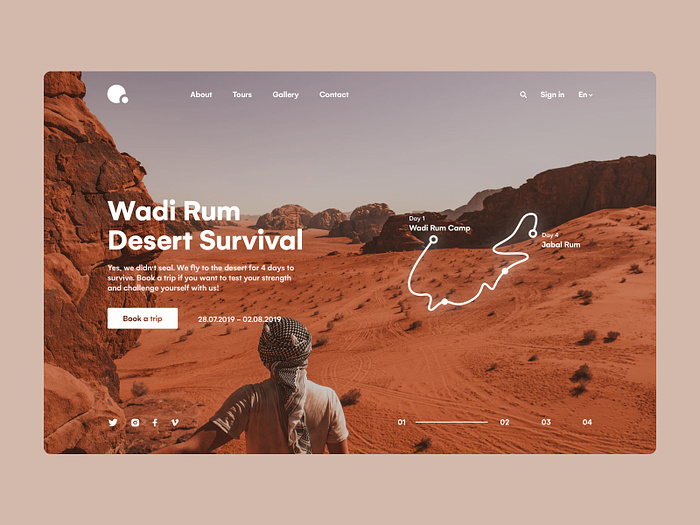 About Tours Gallery Contact
Sign in En
Wadi Rum
Desert Survival
Yes, we didn't seal. We fly to the desert for 4 days to
survive. Book a trip if you want to test your strength
and challenge yourself with us!
Book a trip
28.07.2019 – 02.08.2019
Day 1
Wadi Rum Camp
Day 4
Jabal Rum
01 02 03 04